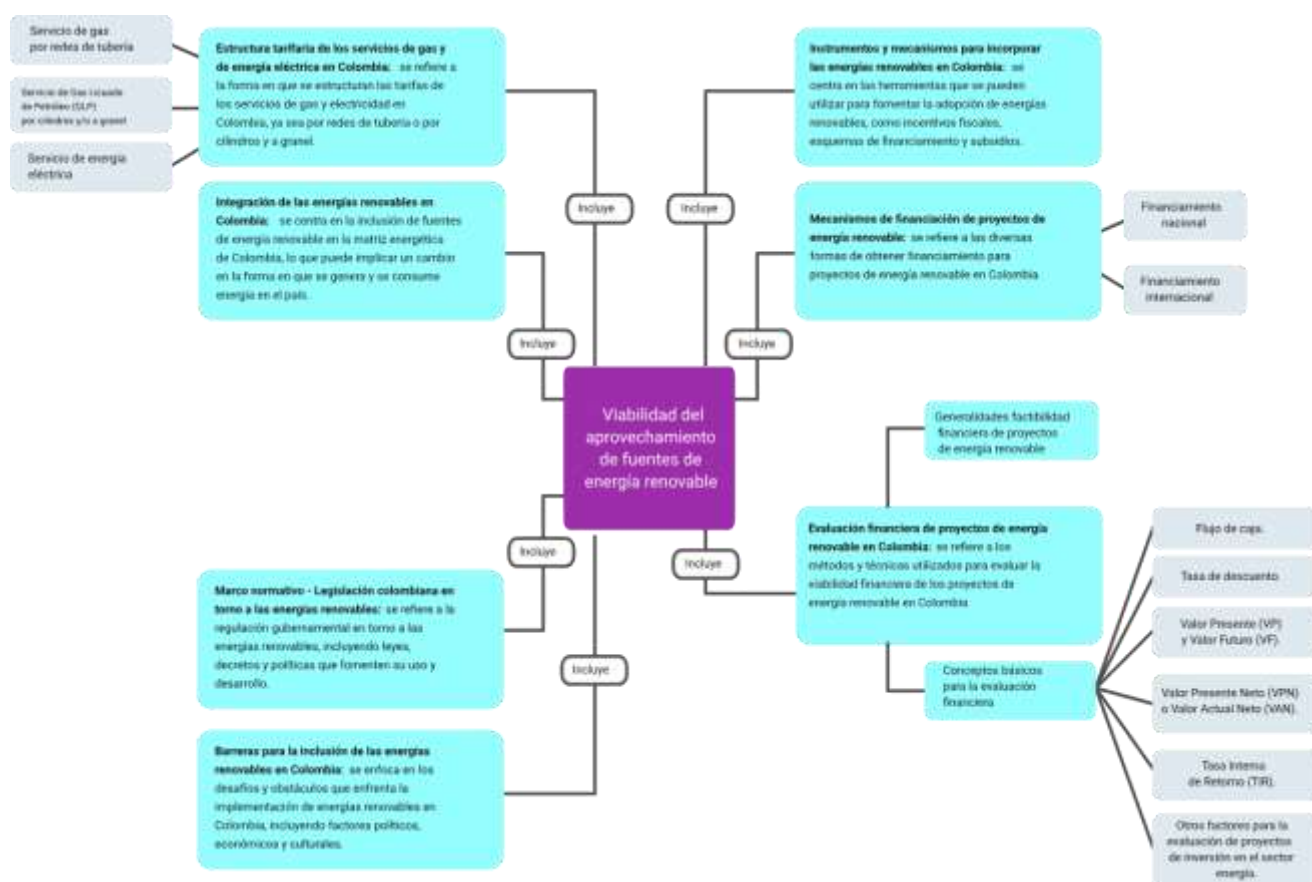 Servicio de gas
por redes de tubería
Servicio de Gas Licuado
de Petróleo (GLP)
por cilindros y/o a granel
Servicio de energía
eléctrica
Estructura tarifaria de los servicios de gas y
de energía eléctrica en Colombia: se refiere a
la forma en que se estructuran las tarifas de
los servicios de gas y electricidad en
Colombia, ya sea por redes de tubería o por
cilindros y a granel.
Incluye
Integración de las energías renovables en
Colombia: se centra en la inclusión de fuentes
de energía renovable en la matriz energética
de Colombia, lo que puede implicar un cambio
en la forma en que se genera y se consume
energía en el país.
Incluye
Instrumentos y mecanismos para incorporar
las energías renovables en Colombia: se
centra en las herramientas que se pueden
utilizar para fomentar la adopción de energías
renovables, como incentivos fiscales,
esquemas de financiamiento y subsidios.
Incluye
Mecanismos de financiación de proyectos de
energía renovable: se refiere a las diversas
formas de obtener financiamiento para
proyectos de energía renovable en Colombia
Incluye
Financiamiento
nacional
Financiamiento
internacional
Viabilidad del
aprovechamiento
de fuentes de
energía renovable
Incluye
Marco normativo - Legislación colombiana en
torno a las energías renovables: se refiere a la
regulación gubernamental en torno a las
energías renovables, incluyendo leyes,
decretos y políticas que fomenten su uso y
desarrollo.
Incluye
Barreras para la inclusión de las energías
renovables en Colombia: se enfoca en los
desafíos y obstáculos que enfrenta la
implementación de energías renovables en
Colombia, incluyendo factores políticos,
económicos y culturales.
Incluye
Generalidades factibilidad
financiera de proyectos
de energía renovable
Evaluación financiera de proyectos de energía
renovable en Colombia: se refiere a los
métodos y técnicas utilizados para evaluar la
viabilidad financiera de los proyectos de
energía renovable en Colombia
Conceptos básicos
para la evaluación
financiera
Flujo de caja.
Tasa de descuento
Valor Presente (VP)
y Valor Futuro (VF).
Valor Presente Neto (VPN)
o Valor Actual Neto (VAN).
Tasa Interna
de Retorno (TIR).
Otros factores para la
evaluación de proyectos
de inversión en el sector
energía.